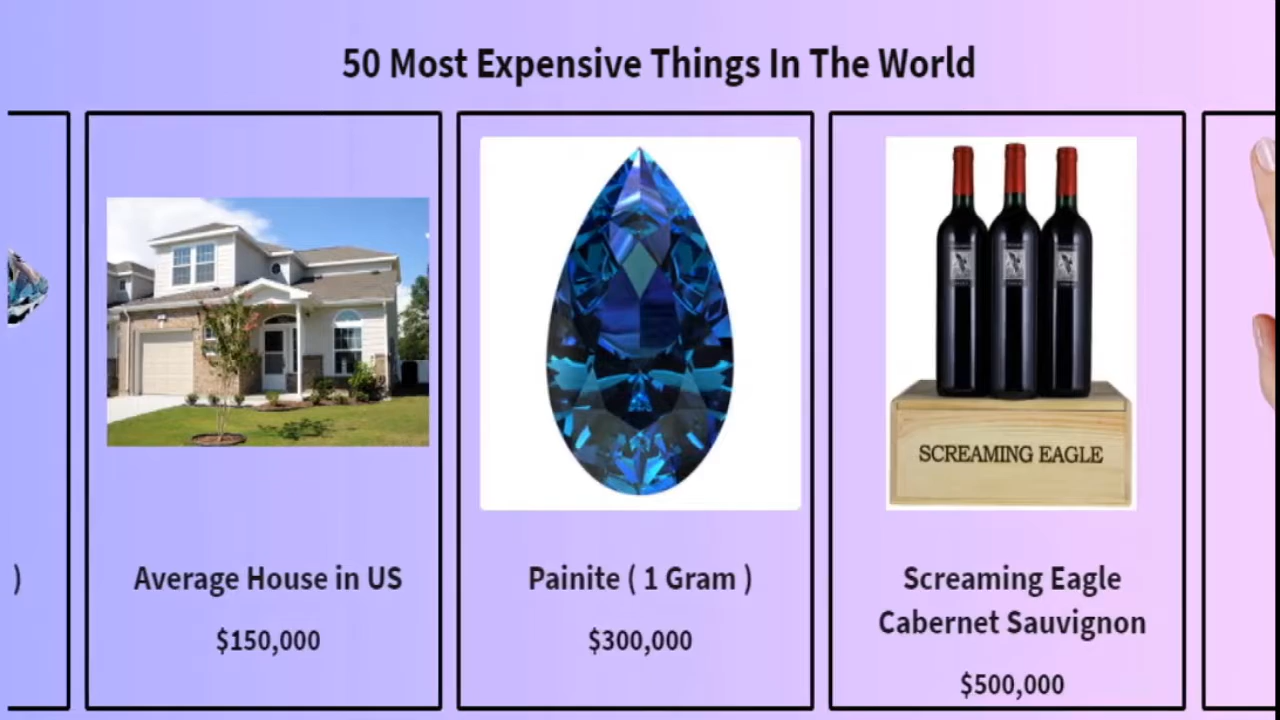 50 Most Expensive Things In The World
)
Average House in US
$150,000
Painite ( 1 Gram )
$300,000
SCREAMING EAGLE
Screaming Eagle
Cabernet Sauvignon
$500,000